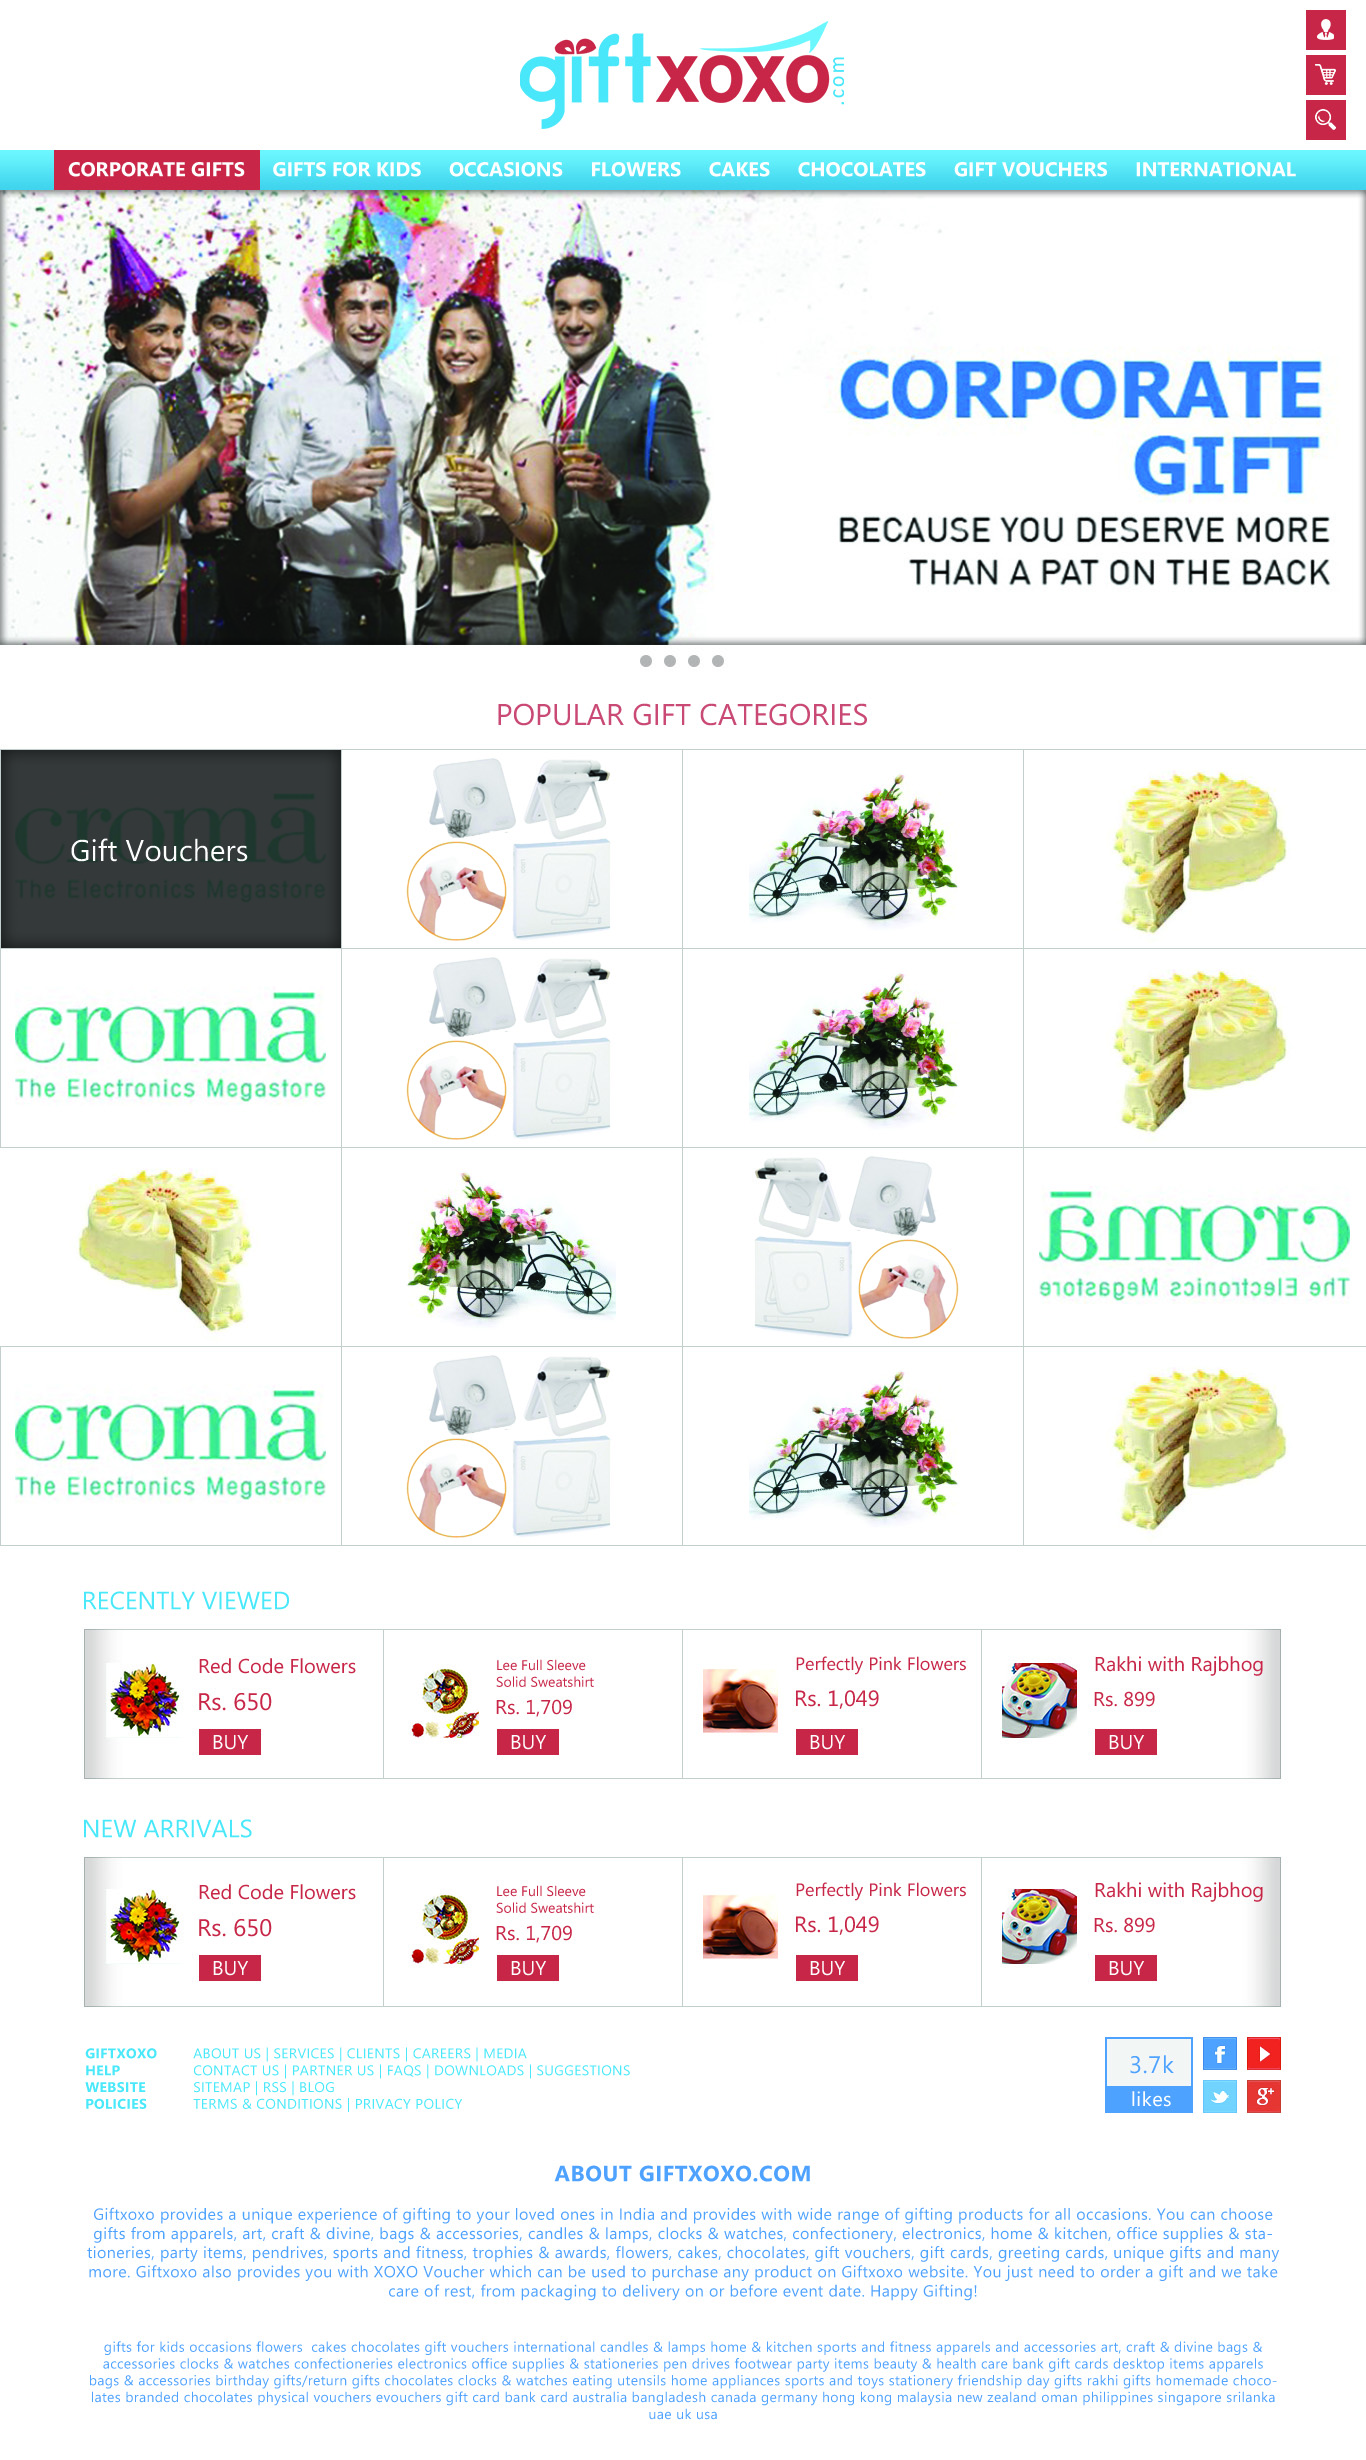 giftxoxo.com
CORPORATE GIFTS GIFTS FOR KIDS OCCASIONS FLOWERS CAKES CHOCOLATES GIFT VOUCHERS INTERNATIONAL
CORPORATE
GIFT
BECAUSE YOU DESERVE MORE
THAN A PAT ON THE BACK
POPULAR GIFT CATEGORIES
cromā
Gift Vouchers
The Electronics Megastore
cromā
The Electronics Megastore
cromā
The Electronics Megastore
cromā
The Electronics Megastore
RECENTLY VIEWED
Red Code Flowers
Rs. 650
BUY
Lee Full Sleeve
Solid Sweatshirt
Rs. 1,709
BUY
Perfectly Pink Flowers
Rs. 1,049
BUY
Rakhi with Rajbhog
Rs. 899
BUY
NEW ARRIVALS
Red Code Flowers
Rs. 650
BUY
Lee Full Sleeve
Solid Sweatshirt
Rs. 1,709
BUY
Perfectly Pink Flowers
Rs. 1,049
BUY
Rakhi with Rajbhog
Rs. 899
BUY
GIFTXOXO ABOUT US | SERVICES | CLIENTS | CAREERS | MEDIA
HELP CONTACT US | PARTNER US | FAQS | DOWNLOADS | SUGGESTIONS
WEBSITE SITEMAP | RSS | BLOG
POLICIES TERMS & CONDITIONS | PRIVACY POLICY
3.7k
likes
f
g+
ABOUT GIFTXOXO.COM
Giftxoxo provides a unique experience of gifting to your loved ones in India and provides with wide range of gifting products for all occasions. You can choose
gifts from apparels, art, craft & divine, bags & accessories, candles & lamps, clocks & watches, confectionery, electronics, home & kitchen, office supplies & sta-
tioneries, party items, pendrives, sports and fitness, trophies & awards, flowers, cakes, chocolates, gift vouchers, gift cards, greeting cards, unique gifts and many
more. Giftxoxo also provides you with XOXO Voucher which can be used to purchase any product on Giftxoxo website. You just need to order a gift and we take
care of rest, from packaging to delivery on or before event date. Happy Gifting!
gifts for kids occasions flowers cakes chocolates gift vouchers international candles & lamps home & kitchen sports and fitness apparels and accessories art, craft & divine bags &
accessories clocks & watches confectioneries electronics office supplies & stationeries pen drives footwear party items beauty & health care bank gift cards desktop items apparels
bags & accessories birthday gifts/return gifts chocolates clocks & watches eating utensils home appliances sports and toys stationery friendship day gifts rakhi gifts homemade choco-
lates branded chocolates physical vouchers evouchers gift card bank card australia bangladesh canada germany hong kong malaysia new zealand oman philippines singapore srilanka
uae uk usa